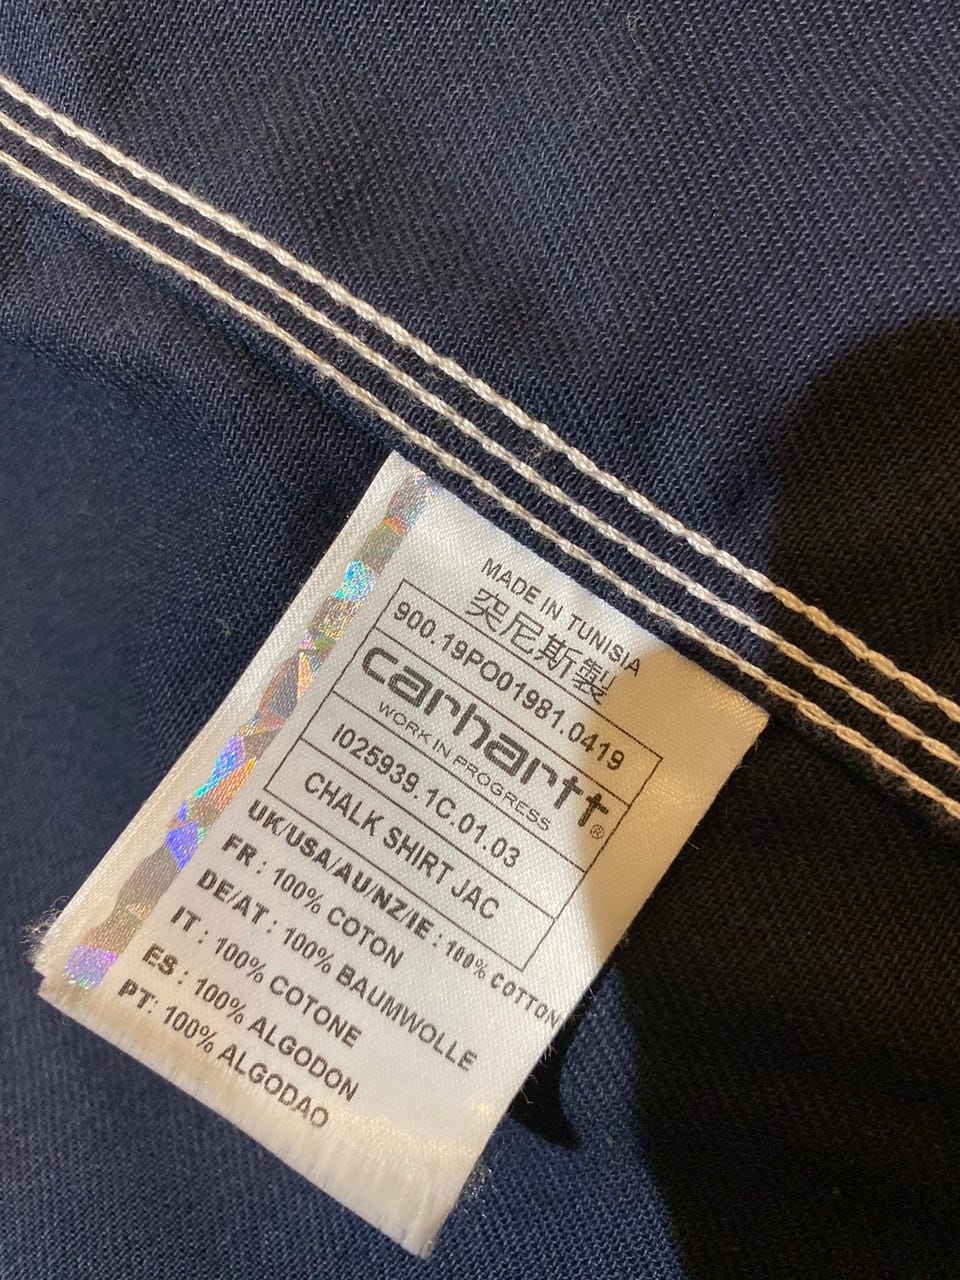 MADE IN TUNISIA
突尼斯製
900.19PO01981.0419
carhartt®
WORK IN PROGRESS
I025939.1C.01.03
CHALK SHIRT JAC
UK/USA/AU/NZ/IE : 100% COTTON
FR : 100% COTON
DE/AT : 100% BAUMWOLLE
IT : 100% COTONE
ES : 100% ALGODON
PT: 100% ALGODAO